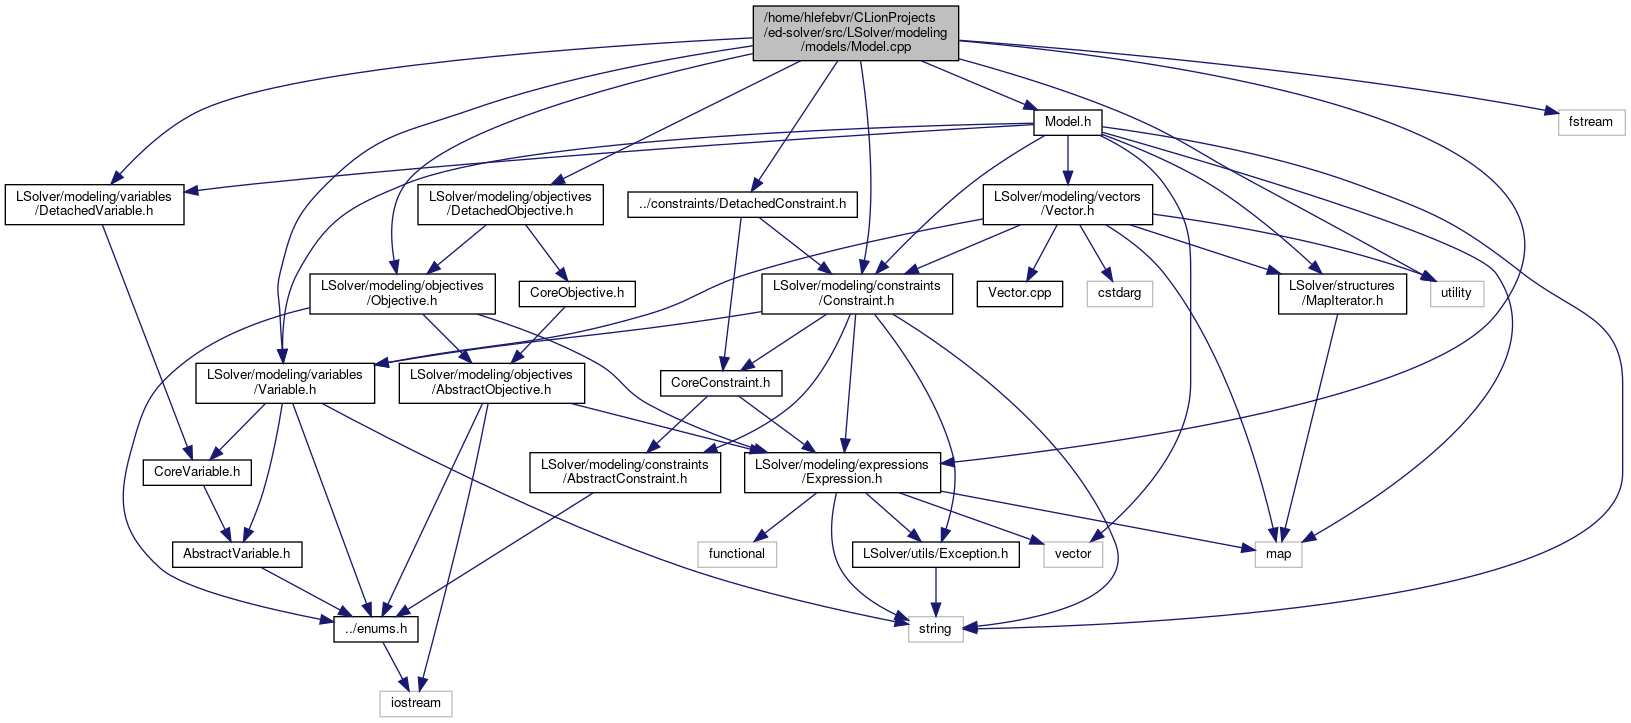 /home/hlefebvr/CLionProjects
/ed-solver/src/LSolver/modeling
/models/Model.cpp
Model.h
fstream
LSolver/modeling/variables
/DetachedVariable.h
LSolver/modeling/objectives
/DetachedObjective.h
../constraints/DetachedConstraint.h
LSolver/modeling/vectors
/Vector.h
LSolver/modeling/objectives
/Objective.h
CoreObjective.h
LSolver/modeling/constraints
/Constraint.h
Vector.cpp
cstdarg
LSolver/structures
/MapIterator.h
utility
LSolver/modeling/variables
/Variable.h
LSolver/modeling/objectives
/AbstractObjective.h
CoreConstraint.h
CoreVariable.h
LSolver/modeling/constraints
/AbstractConstraint.h
LSolver/modeling/expressions
/Expression.h
AbstractVariable.h
functional
LSolver/utils/Exception.h
vector
map
../enums.h
string
iostream